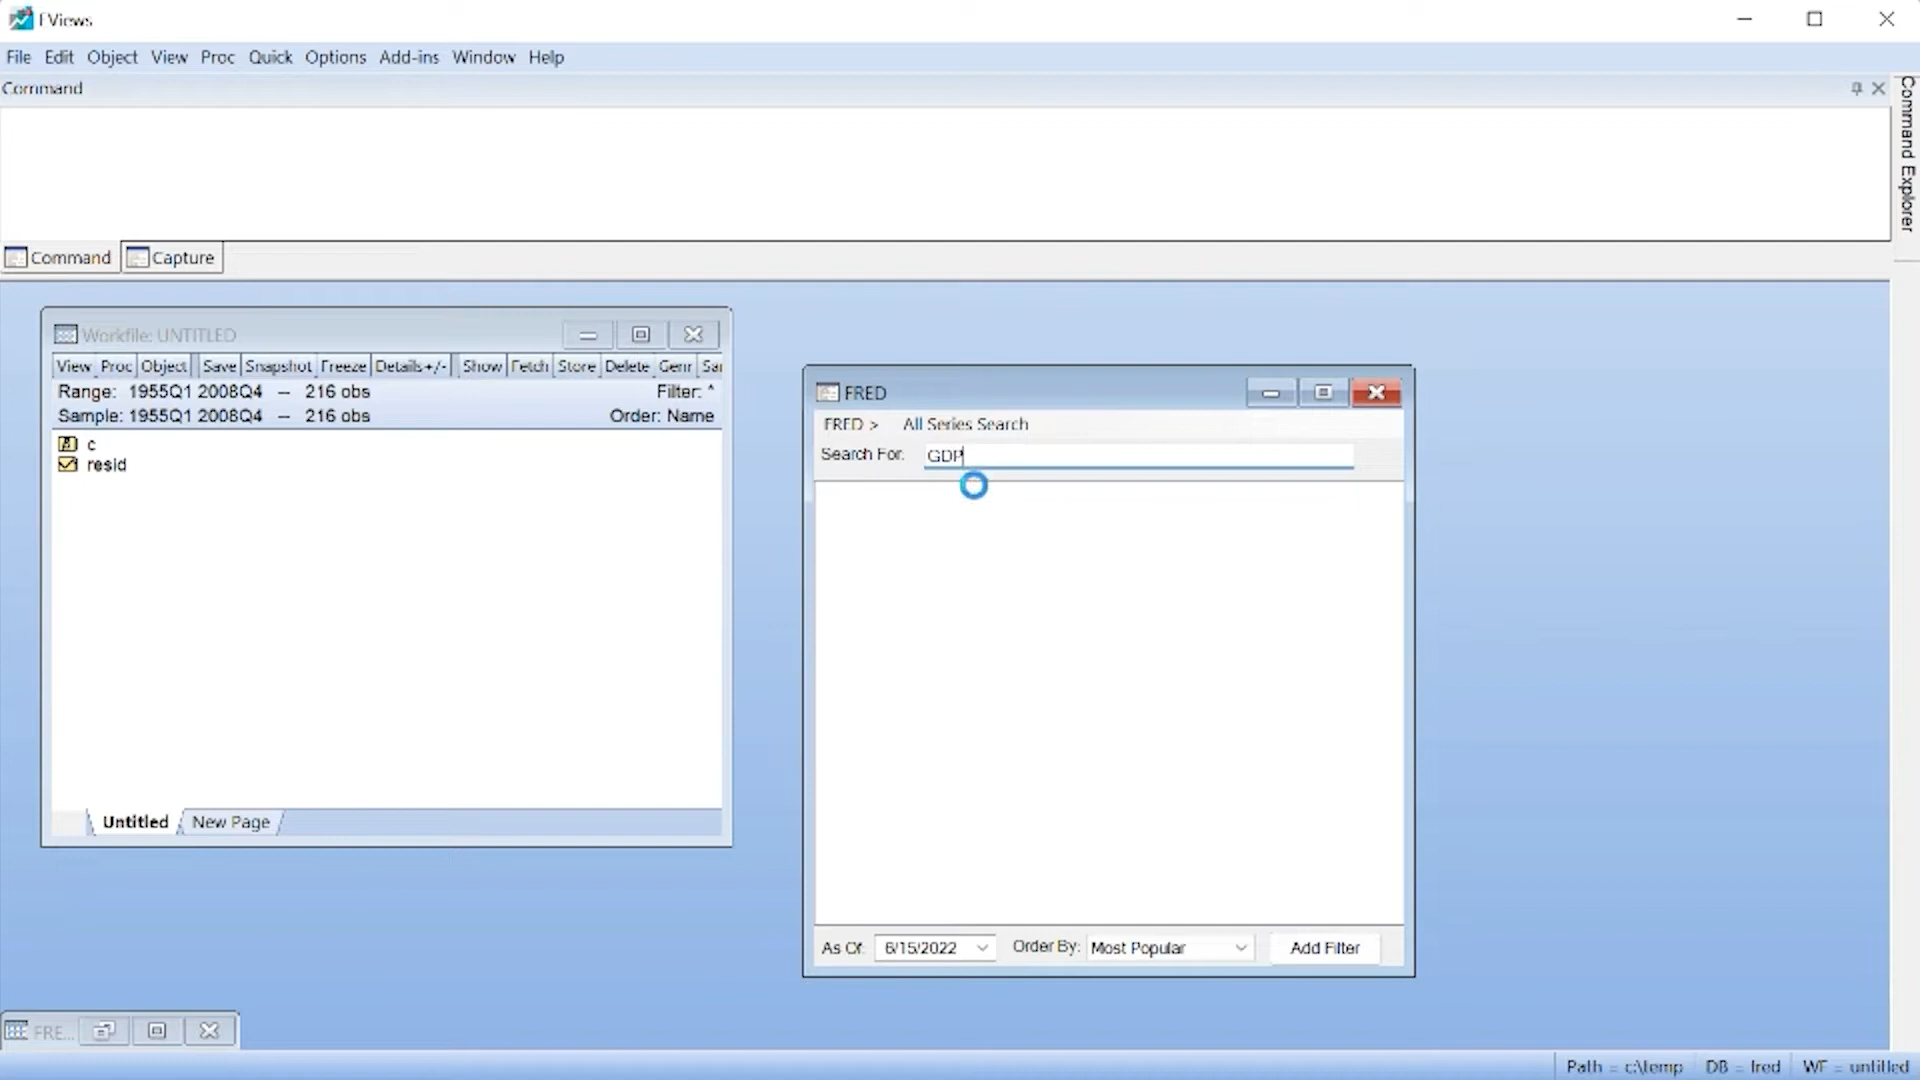 EViews
File Edit Object View Proc Quick Options Add-ins Window Help
Command
Command Explorer
Command Capture
Workfile: UNTITLED
View Proc Object Save Snapshot Freeze Details+/- Show Fetch Store Delete Genr Sa
Range: 1955Q1 2008Q4 -- 216 obs Filter: *
Sample: 1955Q1 2008Q4 -- 216 obs Order: Name
c
resid
Untitled New Page
FRED
FRED > All Series Search
Search For: GDP
As Of: 6/15/2022 Order By: Most Popular Add Filter
FRE...
Path = c:\temp DB = fred WF = untitled